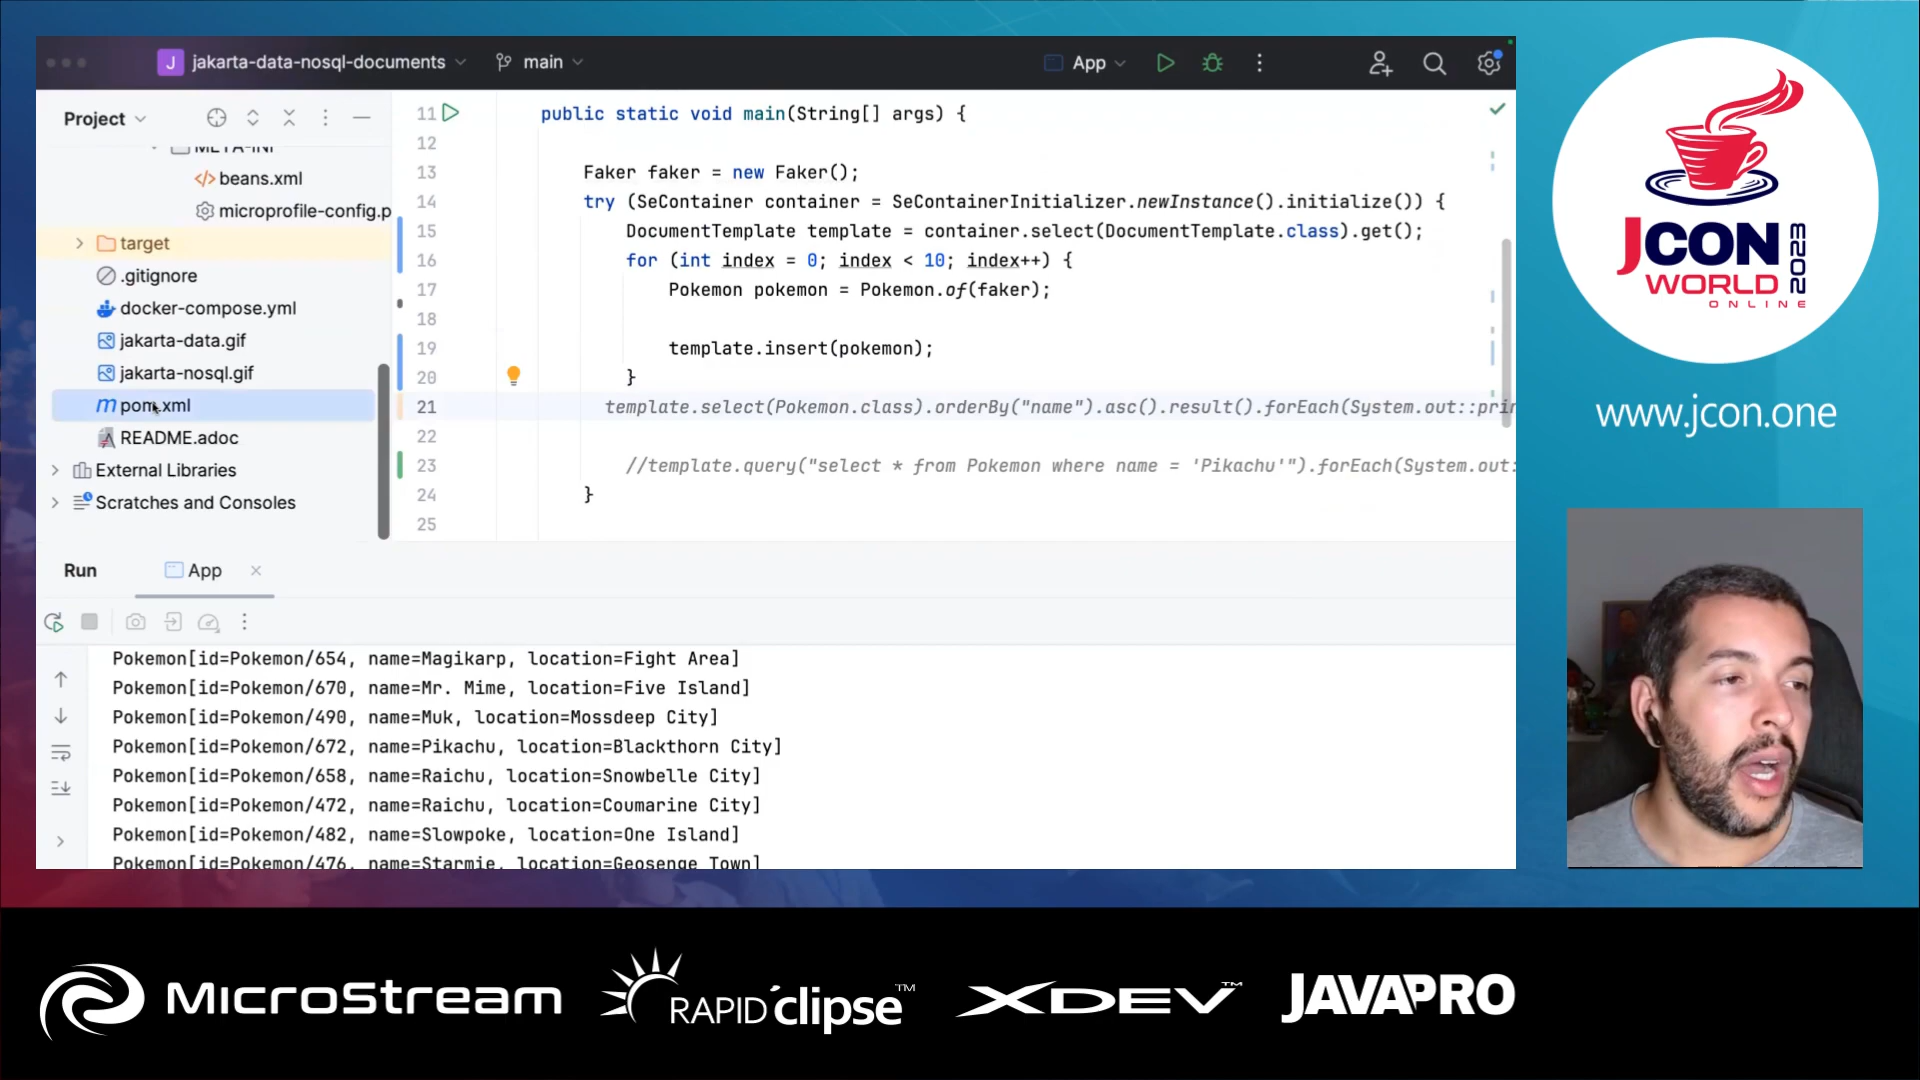 J jakarta-data-nosql-documents main App
Project
META-INF
beans.xml
microprofile-config.p
target
.gitignore
docker-compose.yml
jakarta-data.gif
jakarta-nosql.gif
pom.xml
README.adoc
External Libraries
Scratches and Consoles
11 public static void main(String[] args) {
12
13 Faker faker = new Faker();
14 try (SeContainer container = SeContainerInitializer.newInstance().initialize()) {
15 DocumentTemplate template = container.select(DocumentTemplate.class).get();
16 for (int index = 0; index < 10; index++) {
17 Pokemon pokemon = Pokemon.of(faker);
18
19 template.insert(pokemon);
20 }
21 template.select(Pokemon.class).orderBy("name").asc().result().forEach(System.out::prin
22
23 //template.query("select * from Pokemon where name = 'Pikachu'").forEach(System.out:
24 }
25
Run App
Pokemon[id=Pokemon/654, name=Magikarp, location=Fight Area]
Pokemon[id=Pokemon/670, name=Mr. Mime, location=Five Island]
Pokemon[id=Pokemon/490, name=Muk, location=Mossdeep City]
Pokemon[id=Pokemon/672, name=Pikachu, location=Blackthorn City]
Pokemon[id=Pokemon/658, name=Raichu, location=Snowbelle City]
Pokemon[id=Pokemon/472, name=Raichu, location=Coumarine City]
Pokemon[id=Pokemon/482, name=Slowpoke, location=One Island]
Pokemon[id=Pokemon/476, name=Starmie, location=Geosenge Town]
JCON
WORLD
ONLINE
2023
www.jcon.one
MICROSTREAM
RAPID'clipse™
XDEV™
JAVAPRO